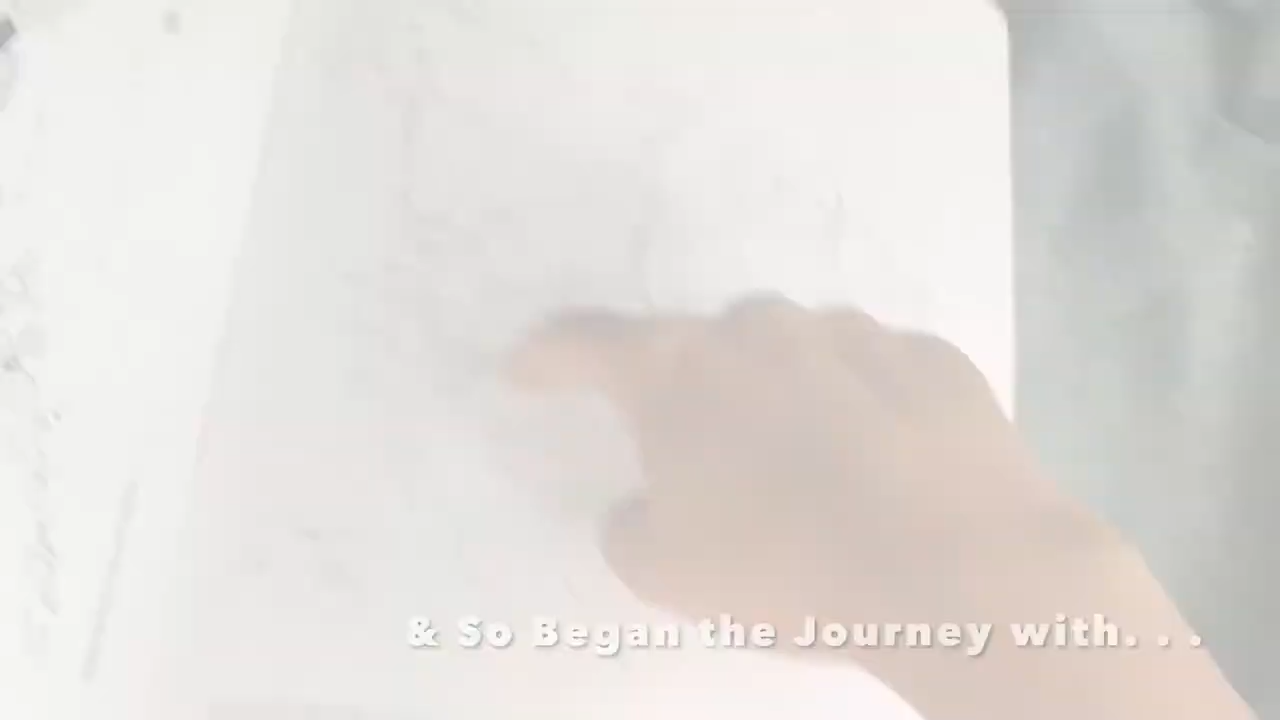 & So Began the Journey with. . .